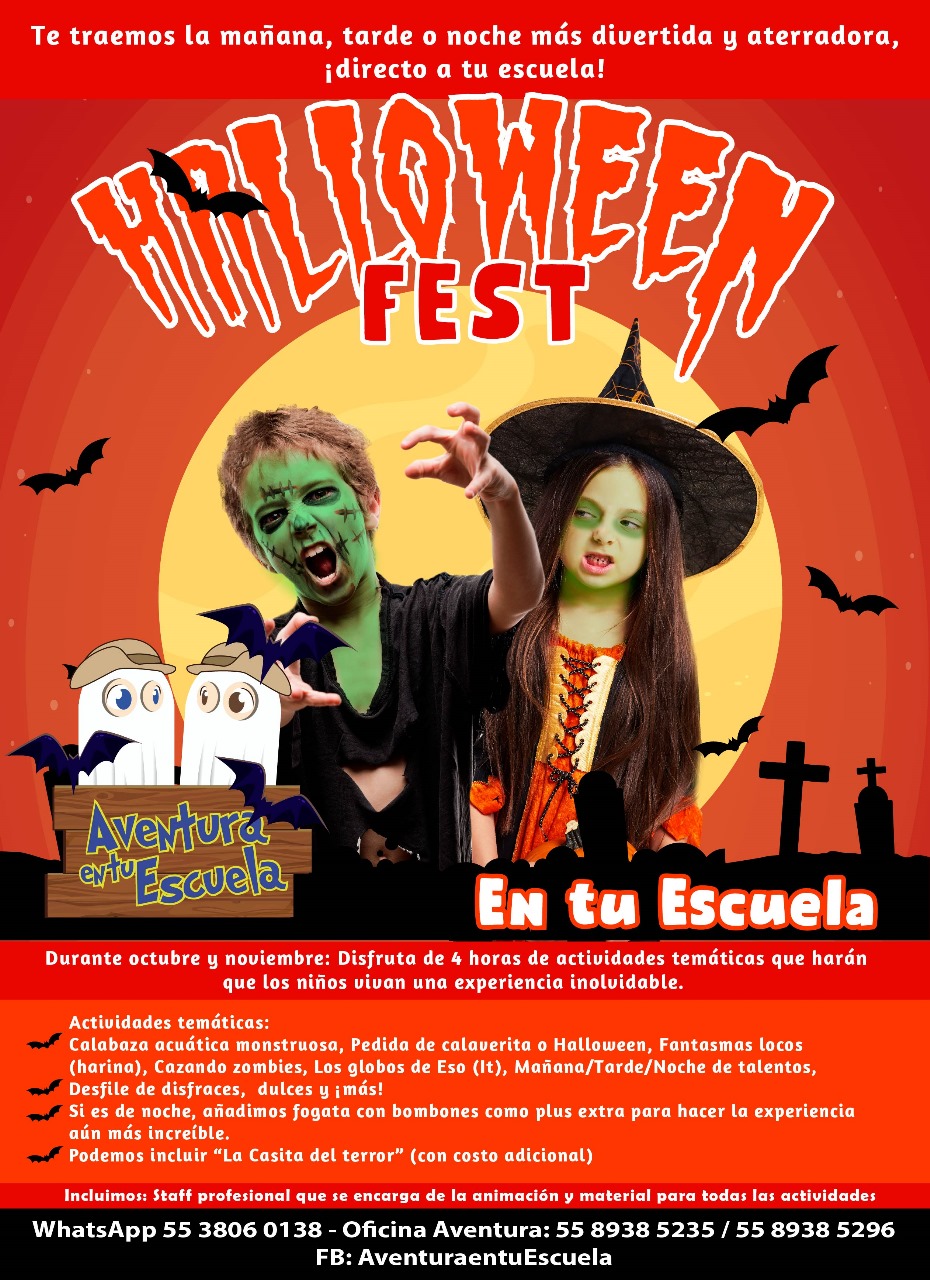 Te traemos la mañana, tarde o noche más divertida y aterradora,
¡directo a tu escuela!
HALLOWEEN
FEST
Aventura
en tu
Escuela
En tu Escuela
Durante octubre y noviembre: Disfruta de 4 horas de actividades temáticas que harán
que los niños vivan una experiencia inolvidable.
Actividades temáticas:
Calabaza acuática monstruosa, Pedida de calaverita o Halloween, Fantasmas locos
(harina), Cazando zombies, Los globos de Eso (It), Mañana/Tarde/Noche de talentos,
Desfile de disfraces, dulces y ¡más!
Si es de noche, añadimos fogata con bombones como plus extra para hacer la experiencia
aún más increíble.
Podemos incluir “La Casita del terror” (con costo adicional)
Incluimos: Staff profesional que se encarga de la animación y material para todas las actividades
WhatsApp 55 3806 0138 - Oficina Aventura: 55 8938 5235 / 55 8938 5296
FB: AventuraentuEscuela